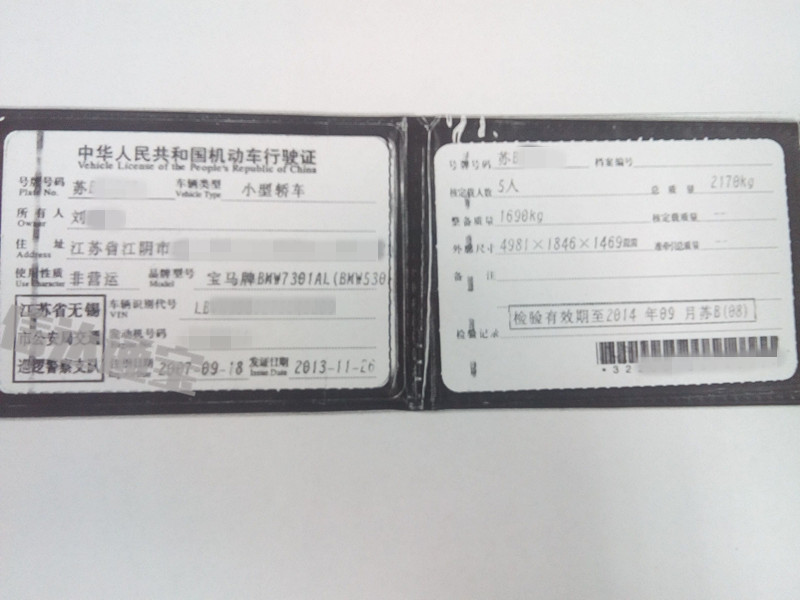 中华人民共和国机动车行驶证
Vehicle License of the People's Republic of China
号牌号码 苏 车辆类型 小型轿车
Plate No. Vehicle Type
所有人 刘
Owner
住址 江苏省江阴市
Address
使用性质 非营运 品牌型号 宝马牌BMW7301AL(BMW530
Use Character Model
江苏省无锡 车辆识别代号 LB
VIN
市公安局交通 发动机号码
巡逻警察支队 注册日期 2007-09-18 发证日期 2013-11-26
Issue Date
号牌号码 苏 档案编号
核定载人数 5人 总质量 2170kg
整备质量 1690kg 核定载质量 --
外廓尺寸 4981×1846×1469 准牵引总质量 --
备注
检验有效期至2014 年09 月苏B(08)
检验记录
*32